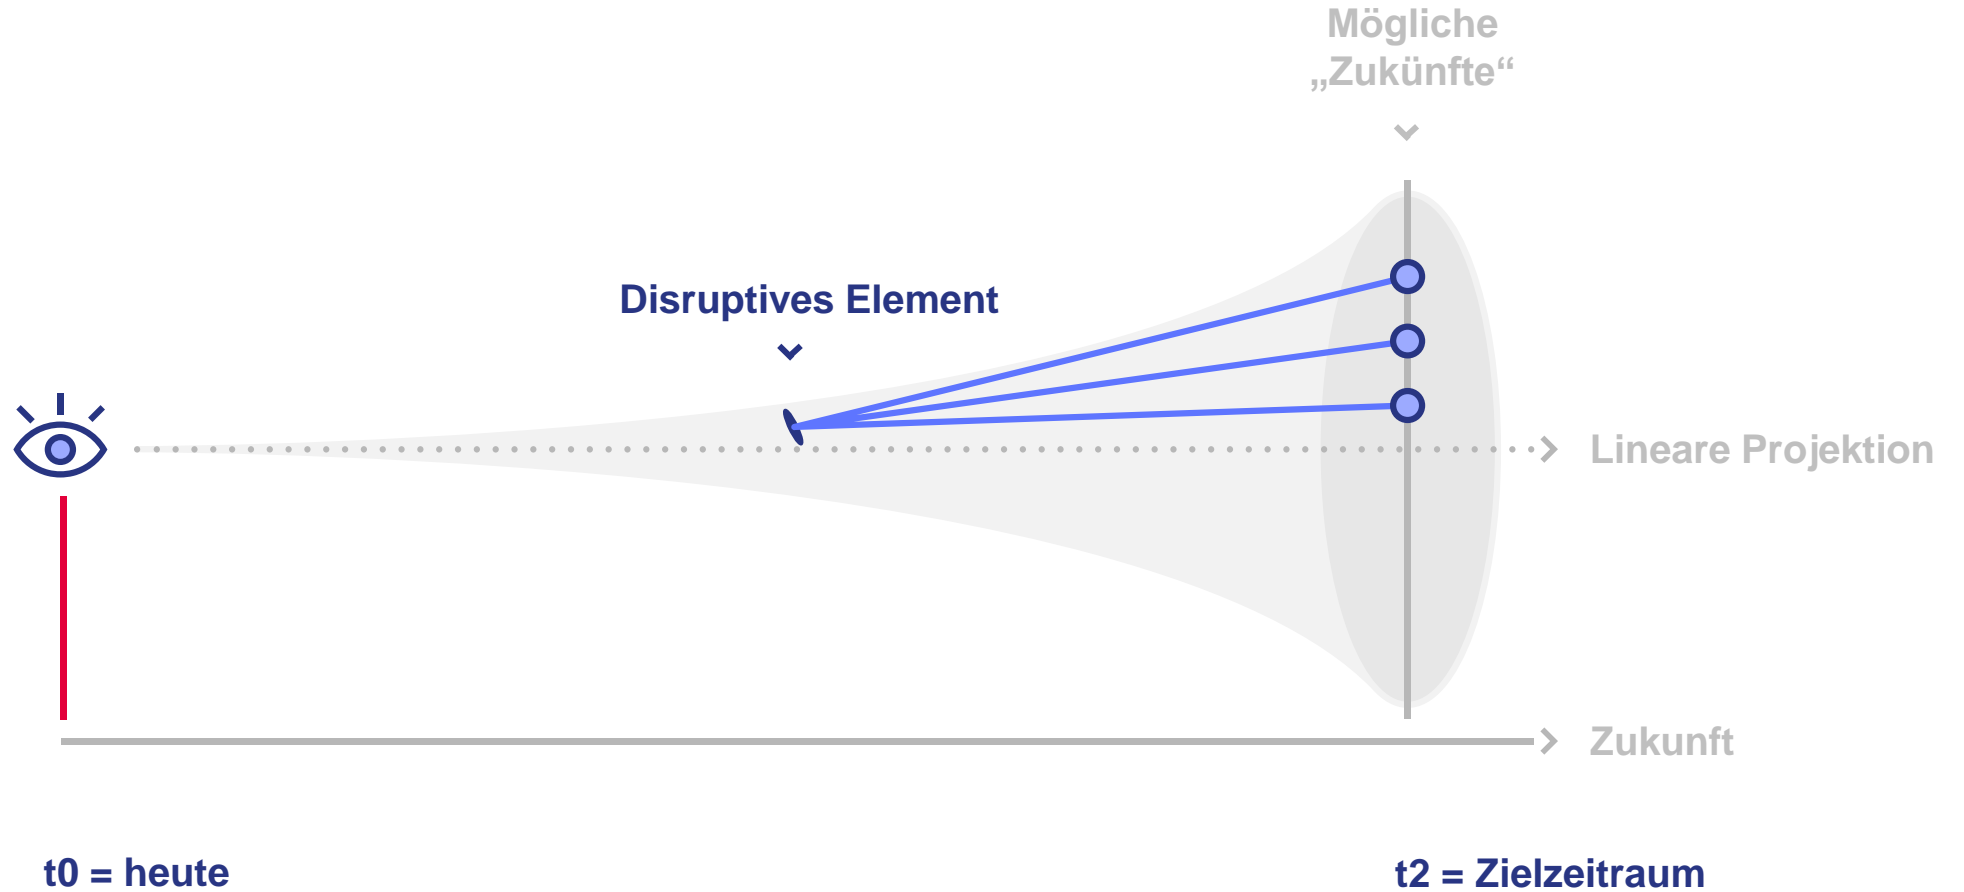 Mögliche
„Zukünfte“
Disruptives Element
Lineare Projektion
Zukunft
t0 = heute
t2 = Zielzeitraum